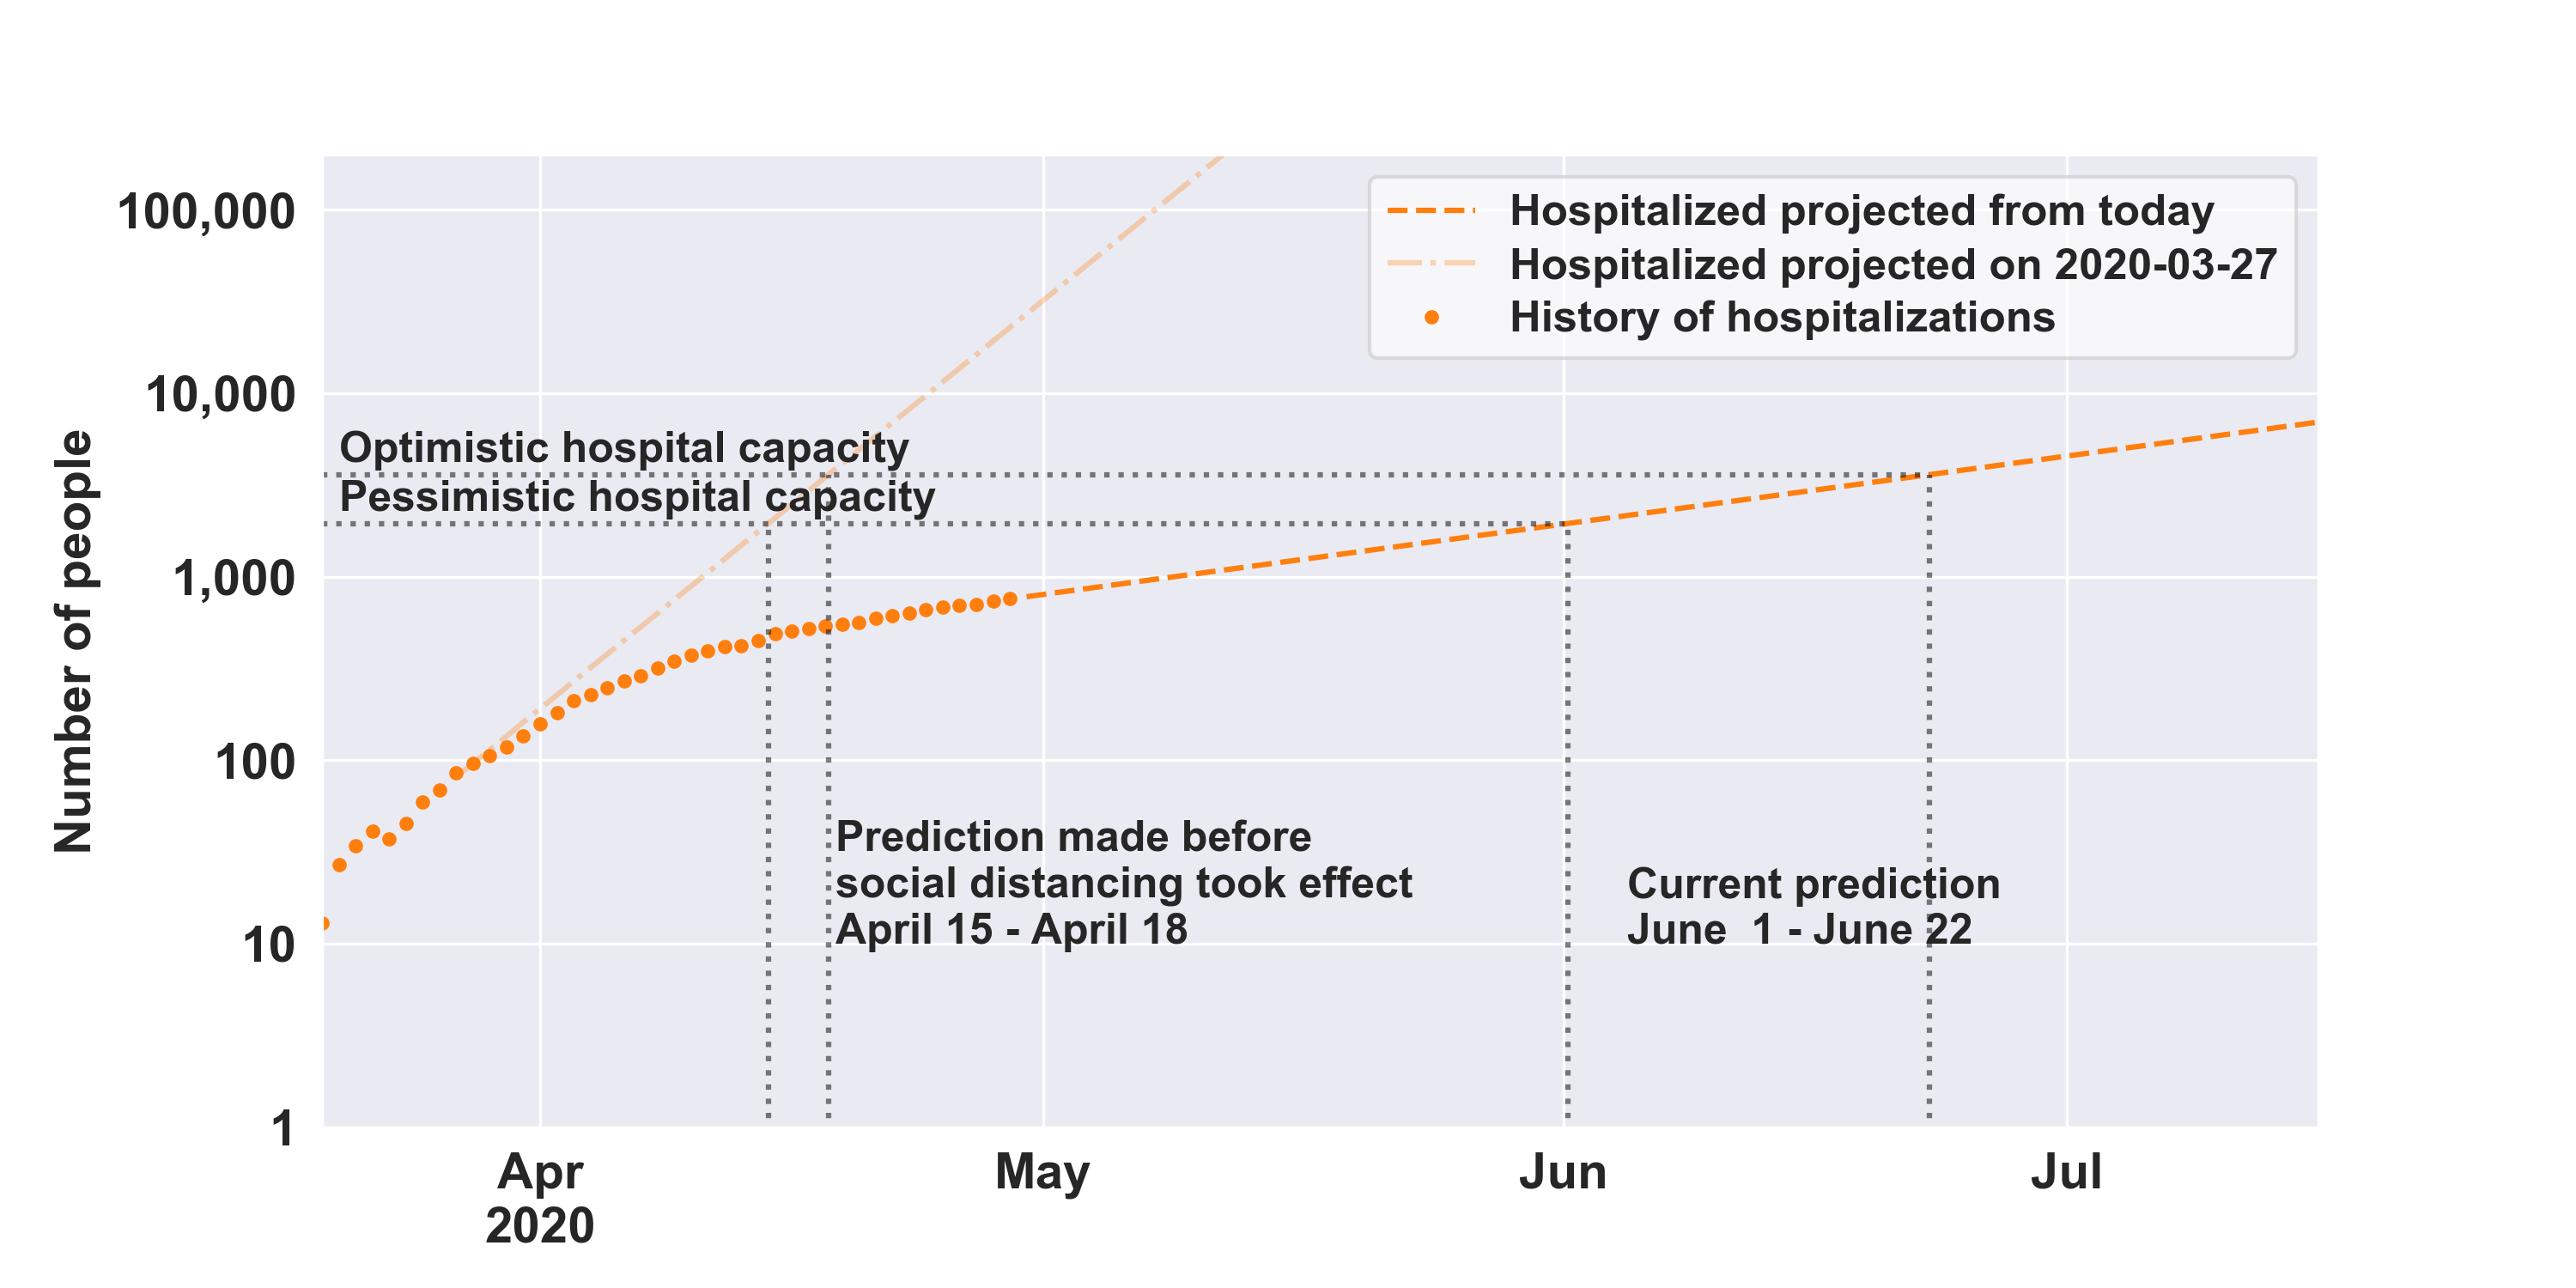 Number of people
100,000
10,000
1,000
100
10
1
Hospitalized projected from today
Hospitalized projected on 2020-03-27
History of hospitalizations
Optimistic hospital capacity
Pessimistic hospital capacity
Prediction made before
social distancing took effect
April 15 - April 18
Current prediction
June  1 - June 22
Apr
2020
May
Jun
Jul